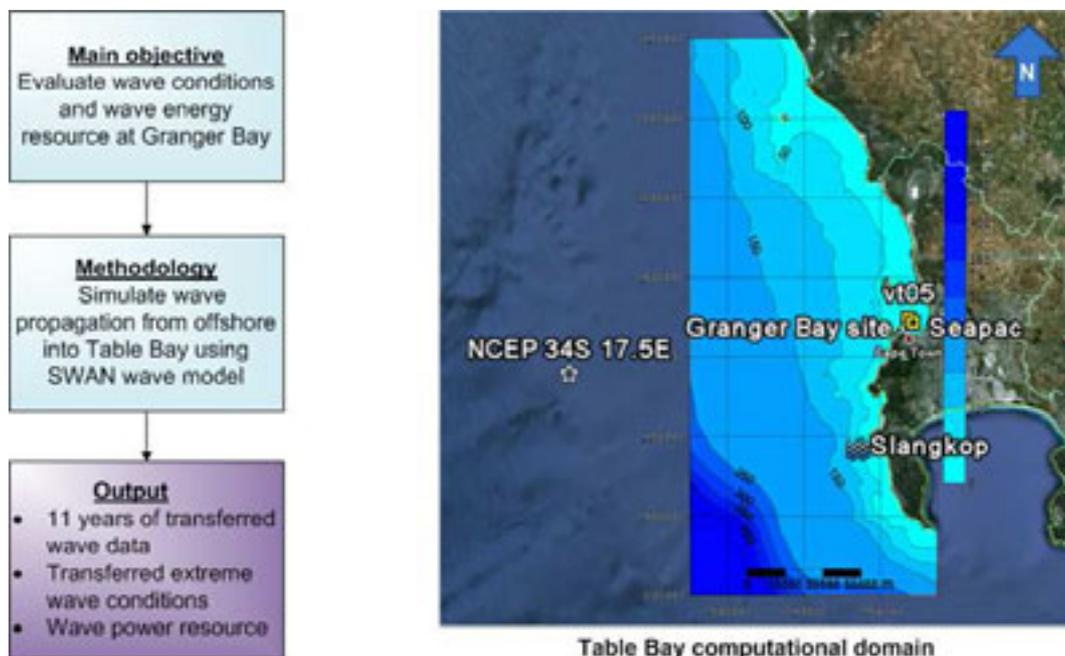 Main objective
Evaluate wave conditions
and wave energy
resource at Granger Bay
Methodology
Simulate wave
propagation from offshore
into Table Bay using
SWAN wave model
Output
• 11 years of transferred
wave data
• Transferred extreme
wave conditions
• Wave power resource
N
vt05
Granger Bay site
Seapac
Cape Town
NCEP 34S 17.5E
Slangkop
Table Bay computational domain